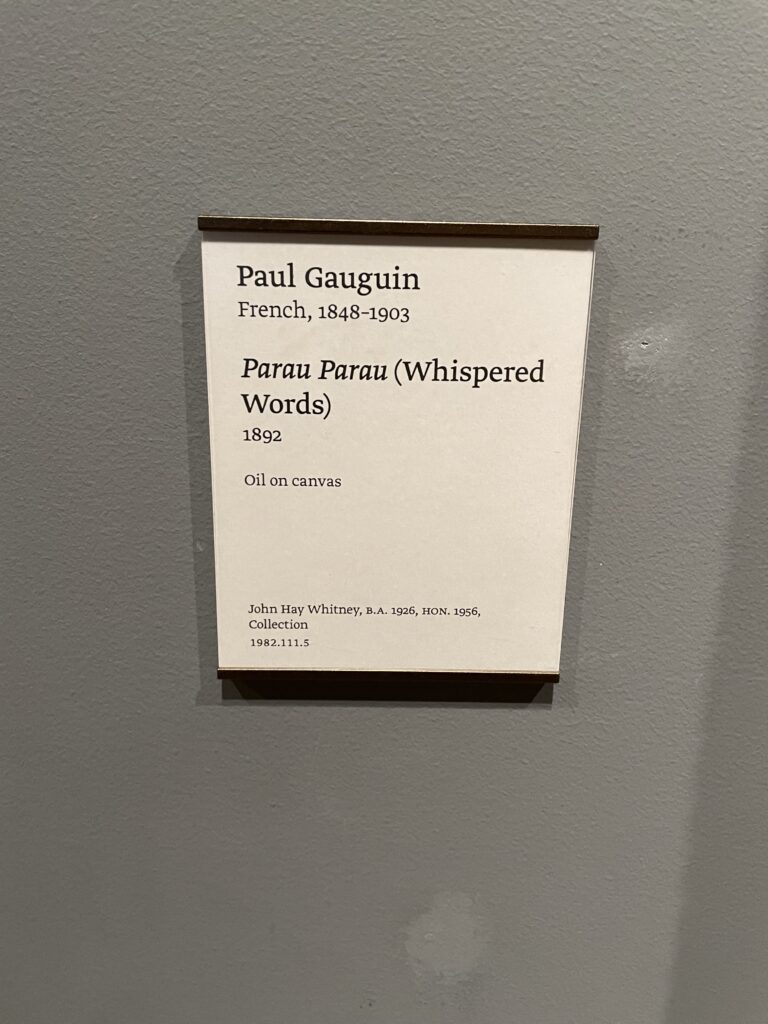 Paul Gauguin
French, 1848–1903
Parau Parau (Whispered
Words)
1892
Oil on canvas
John Hay Whitney, B.A. 1926, HON. 1956,
Collection
1982.111.5